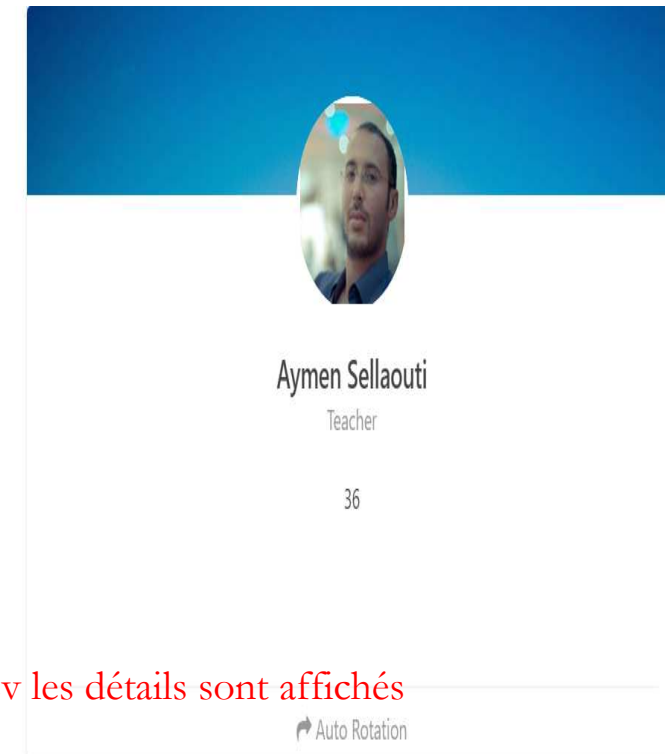 Aymen Sellaouti
Teacher
36
v les détails sont affichés
Auto Rotation